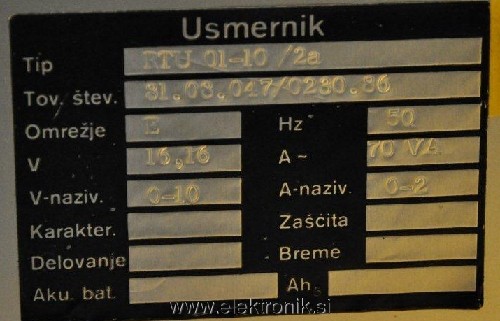 Usmernik
Tip RTU 01-10 /2a
Tov. štev. 31.03.047/0230.86
Omrežje E Hz 50
V 16,16 A~ 70 VA
V-naziv. 0-10 A-naziv. 0-2
Karakter. Zaščita
Delovanje Breme
Aku. bat. Ah
www.elektronik.si